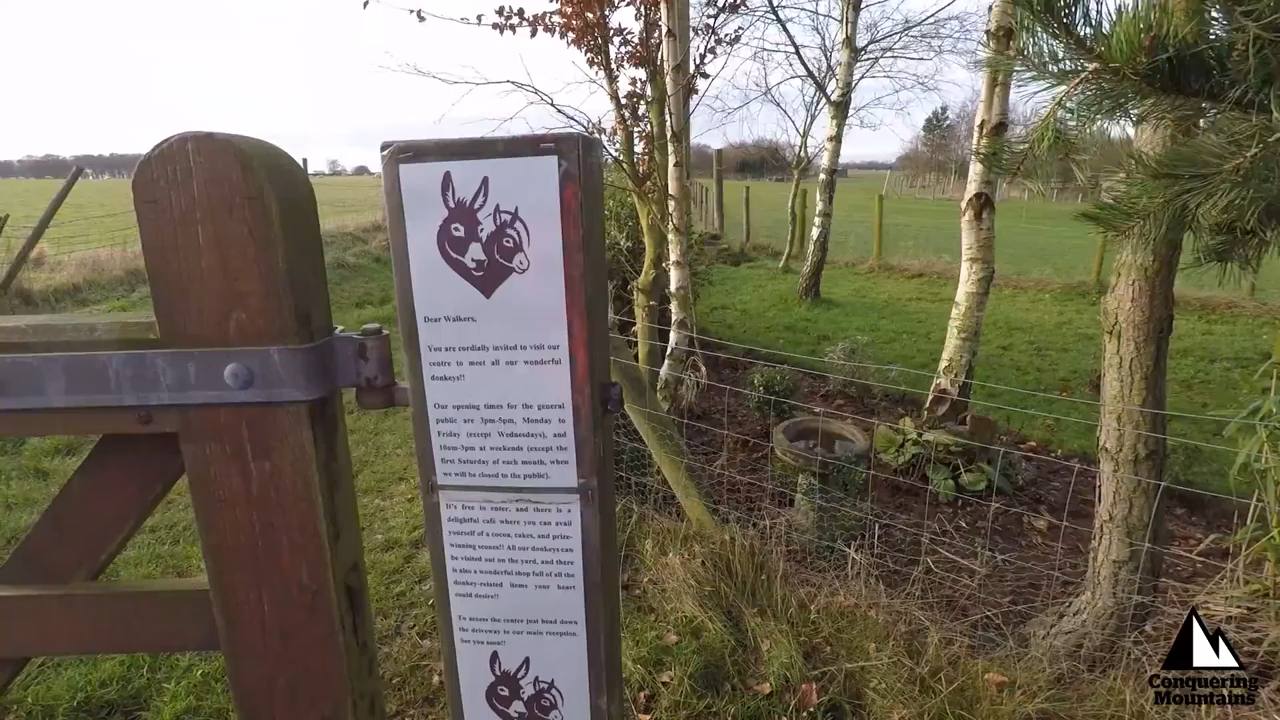 Dear Walkers,
You are cordially invited to visit our
centre to meet all our wonderful
donkeys!!
Our opening times for the general
public are 3pm-5pm, Monday to
Friday (except Wednesdays), and
10am-3pm at weekends (except the
first Saturday of each month, when
we will be closed to the public).
It's free to enter, and there is a
delightful café where you can avail
yourself of a cocoa, cakes, and prize-
winning scones!! All our donkeys can
be visited out on the yard, and there
is also a wonderful shop full of all the
donkey-related items your heart
could desire!!
To access the centre just head down
the driveway to our main reception.
See you soon!!
Conquering
Mountains